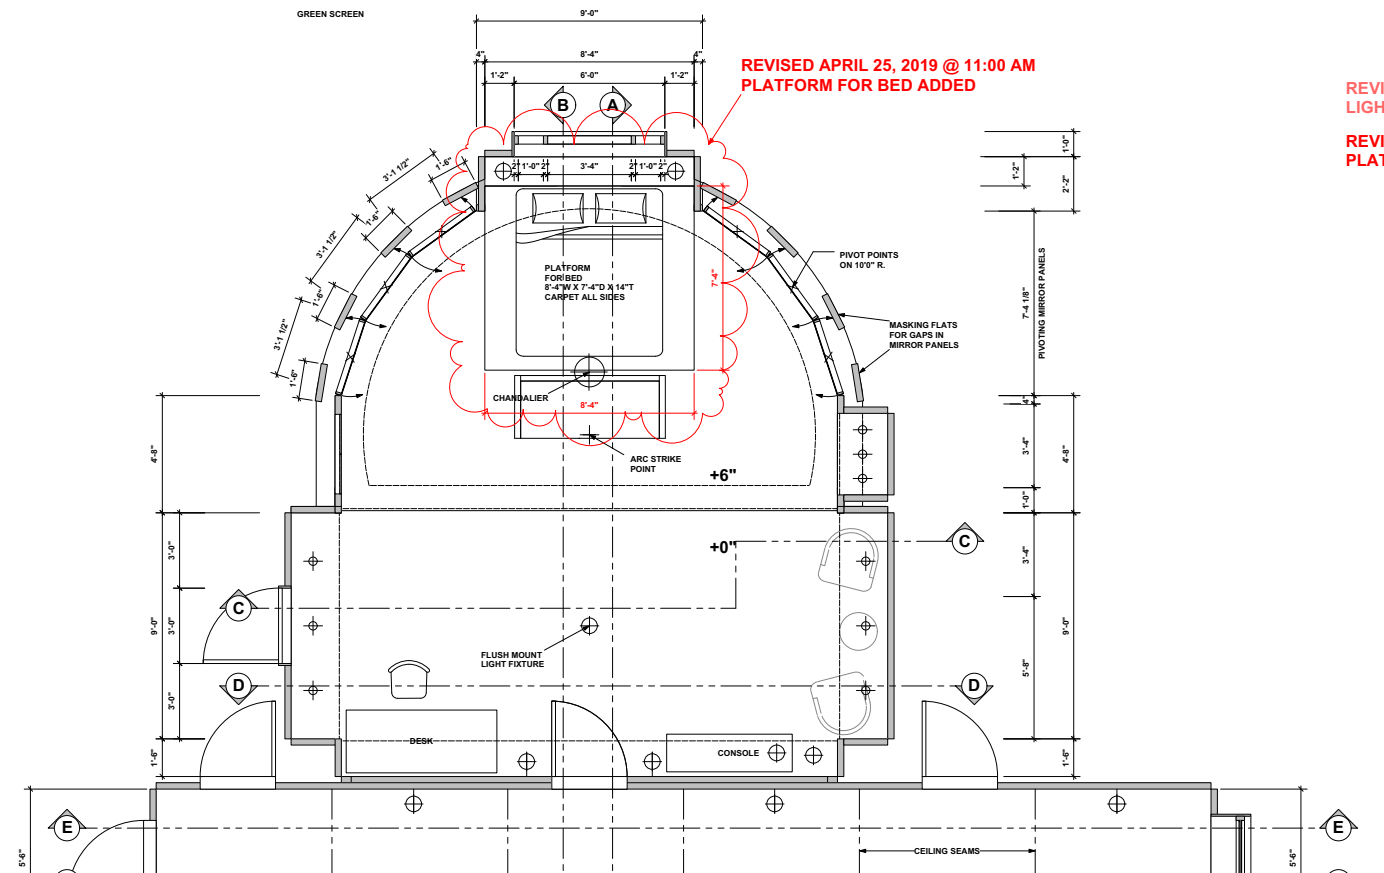 GREEN SCREEN
9'-0"
4"
8'-4"
4"
1'-2"
6'-0"
1'-2"
REVISED APRIL 25, 2019 @ 11:00 AM
PLATFORM FOR BED ADDED
REVI
LIGH
REVI
PLAT
B
A
2"
1'-0"
2"
3'-4"
2"
1'-0"
2"
1'-0"
1'-2"
2'-2"
3'-1 1/2"
1'-6"
3'-1 1/2"
1'-6"
3'-1 1/2"
1'-6"
1'-6"
PLATFORM
FOR BED
8'-4"W X 7'-4"D X 14"T
CARPET ALL SIDES
7'-4"
PIVOT POINTS
ON 10'0" R.
MASKING FLATS
FOR GAPS IN
MIRROR PANELS
7'-4 1/8"
PIVOTING MIRROR PANELS
CHANDALIER
8'-4"
ARC STRIKE
POINT
+6"
4"
3'-4"
1'-0"
4'-8"
4'-8"
+0"
C
C
3'-0"
3'-0"
3'-0"
9'-0"
1'-6"
3'-4"
5'-8"
9'-0"
1'-6"
FLUSH MOUNT
LIGHT FIXTURE
D
D
DESK
CONSOLE
E
E
5'-6"
CEILING SEAMS
5'-6"